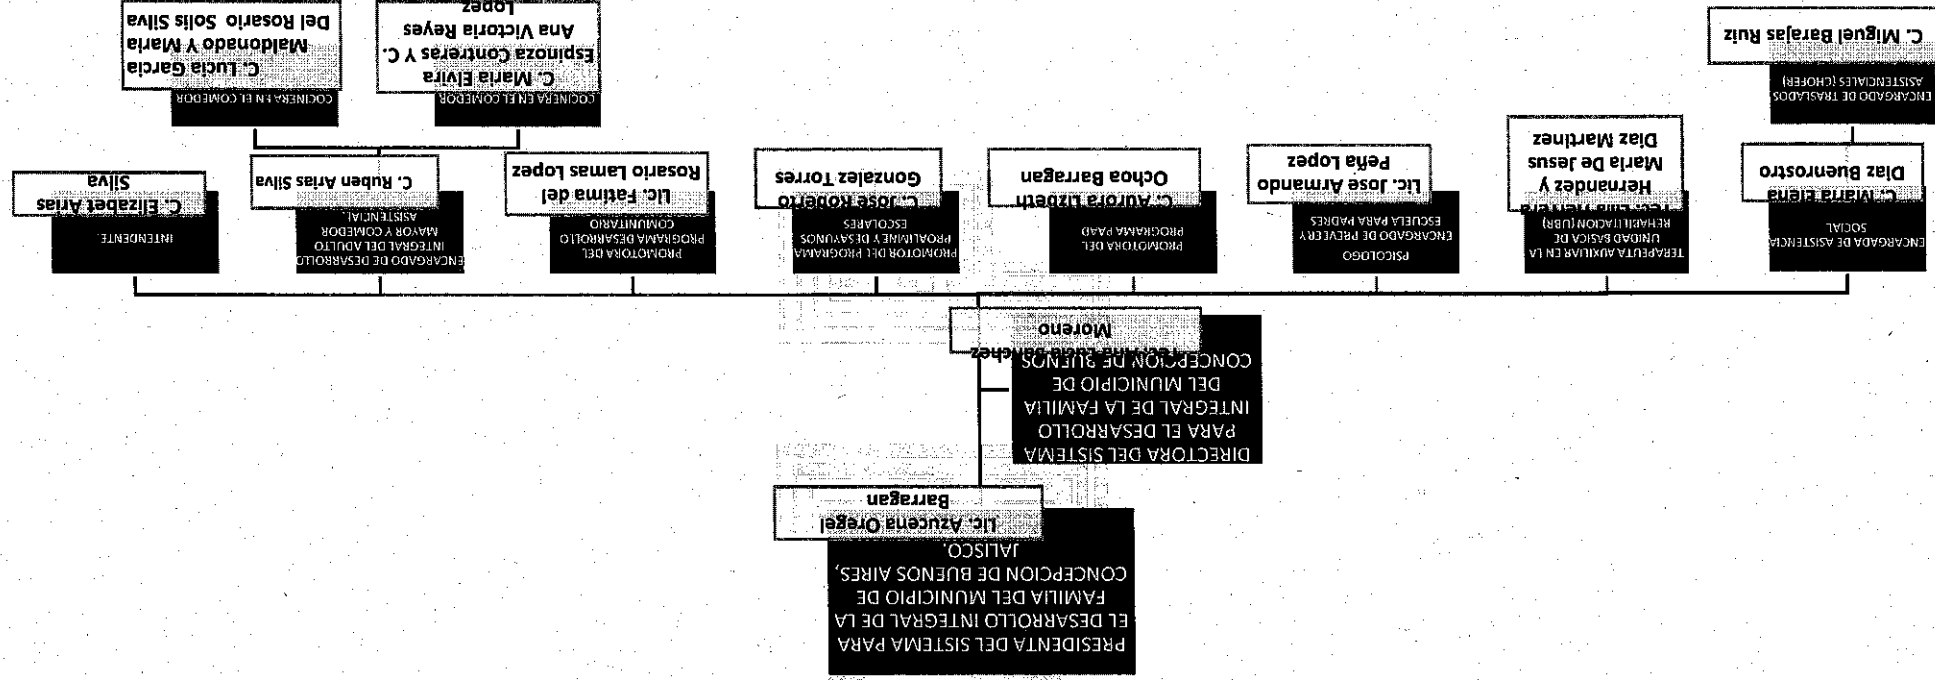 PRESIDENTA DEL SISTEMA PARA
EL DESARROLLO INTEGRAL DE LA
FAMILIA DEL MUNICIPIO DE
CONCEPCION DE BUENOS AIRES,
JALISCO.
Lic. Azucena Oregel
Barragan
DIRECTORA DEL SISTEMA
PARA EL DESARROLLO
INTEGRAL DE LA FAMILIA
DEL MUNICIPIO DE
CONCEPCION DE BUENOS
Lucia Sanchez
Moreno
ENCARGADA DE ASISTENCIA
SOCIAL
C. Maria Elena
Diaz Buenrostro
TERAPEUTA AUXILIAR EN LA
UNIDAD BASICA DE
REHABILITACION (UBR)
Hernandez y
Maria De Jesus
Diaz Martinez
PSICOLOGO
ENCARGADO DE PREVERY
ESCUELA PARA PADRES
Lic. Jose Armando
Peña Lopez
PROMOTORA DEL
PROGRAMA PAAD
C. Aurora Lizbeth
Ochoa Barragan
PROMOTOR DEL PROGRAMA
PROALIMNE Y DESAYUNOS
ESCOLARES
C. Jose Roberto
Gonzalez Torres
PROMOTORA DEL
PROGRAMA DESARROLLO
COMUNITARIO
Lic. Fatima del
Rosario Lamas Lopez
ENCARGADO DE DESARROLLO
INTEGRAL DEL ADULTO
MAYOR Y COMEDOR
ASISTENCIAL
C. Ruben Arias Silva
INTENDENTE.
C. Elizabet Arias
Silva
ENCARGADO DE TRASLADOS
ASISTENCIALES (CHOFER)
C. Miguel Barajas Ruiz
COCINERA EN EL COMEDOR
C. Maria Elvira
Espinoza Contreras Y C.
Ana Victoria Reyes
Lopez
COCINERA EN EL COMEDOR
C. Lucia Garcia
Maldonado Y Maria
Del Rosario Solis Silva